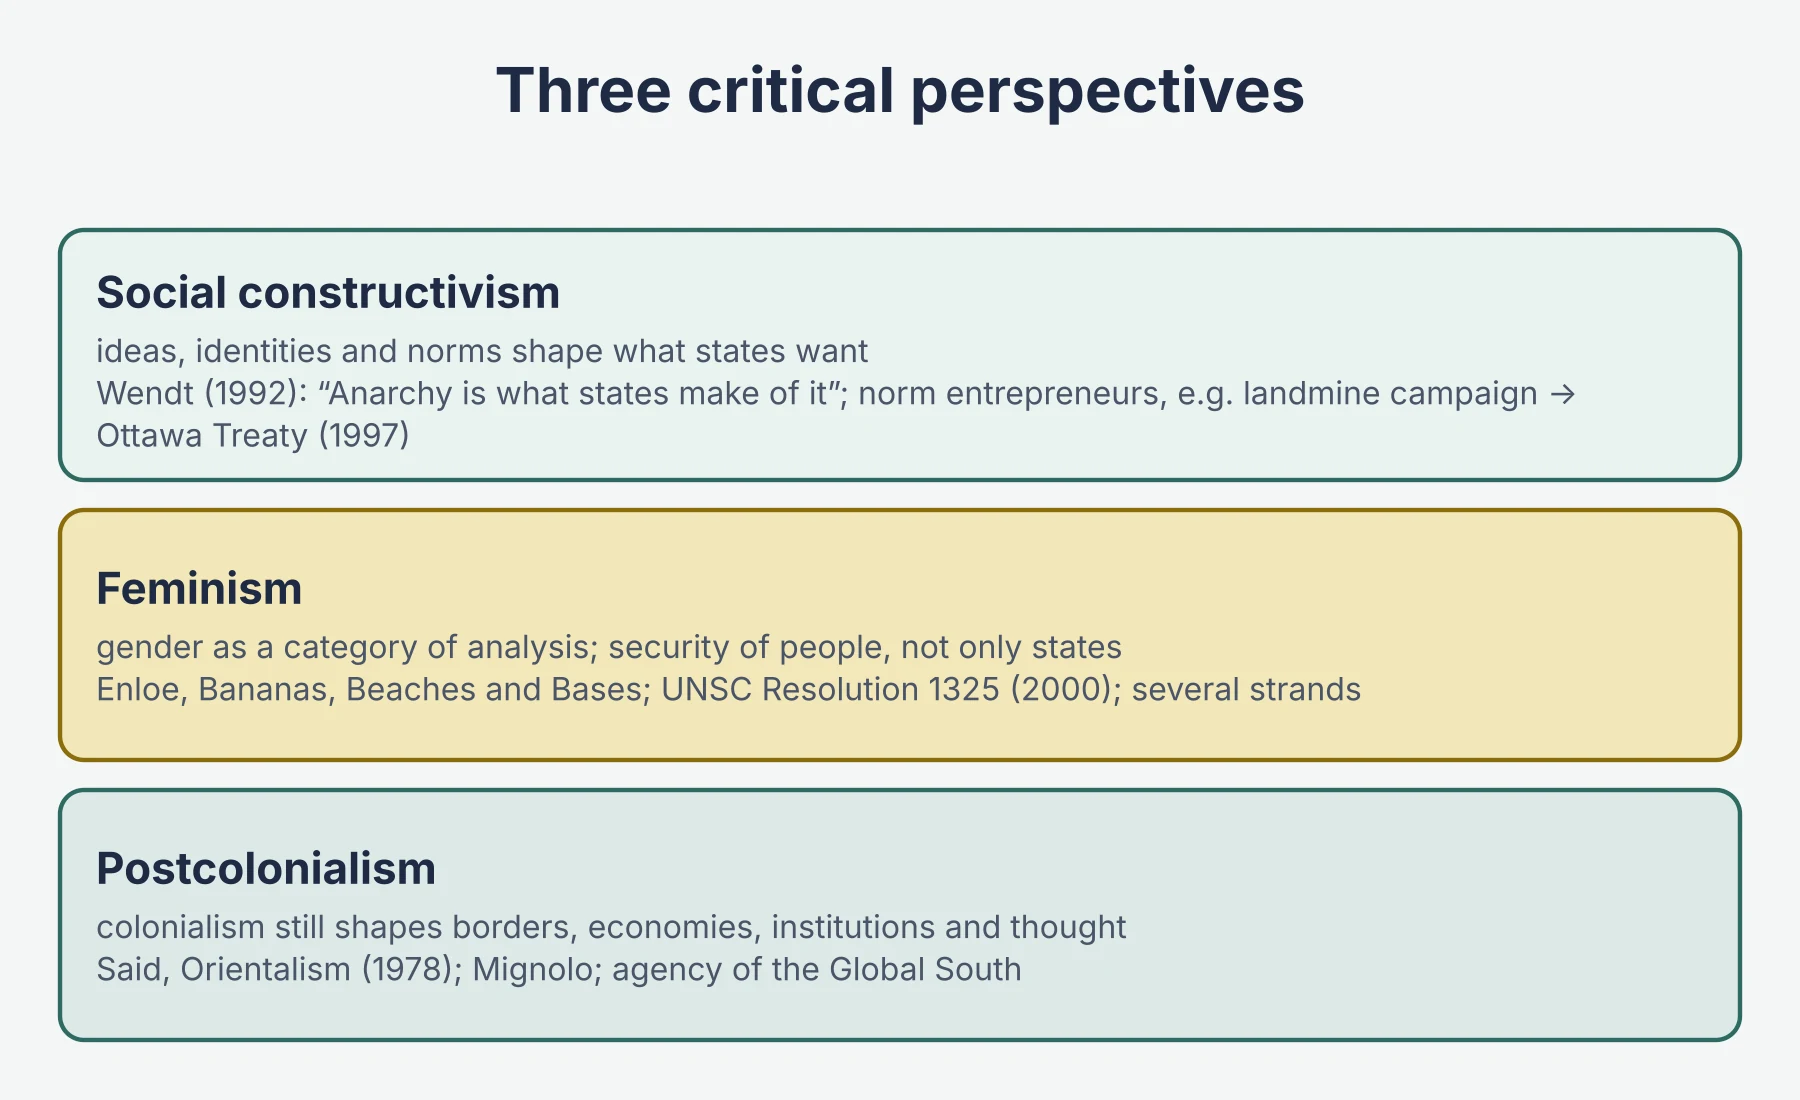 Three critical perspectives
Social constructivism
ideas, identities and norms shape what states want
Wendt (1992): “Anarchy is what states make of it”; norm entrepreneurs, e.g. landmine campaign →
Ottawa Treaty (1997)
Feminism
gender as a category of analysis; security of people, not only states
Enloe, Bananas, Beaches and Bases; UNSC Resolution 1325 (2000); several strands
Postcolonialism
colonialism still shapes borders, economies, institutions and thought
Said, Orientalism (1978); Mignolo; agency of the Global South